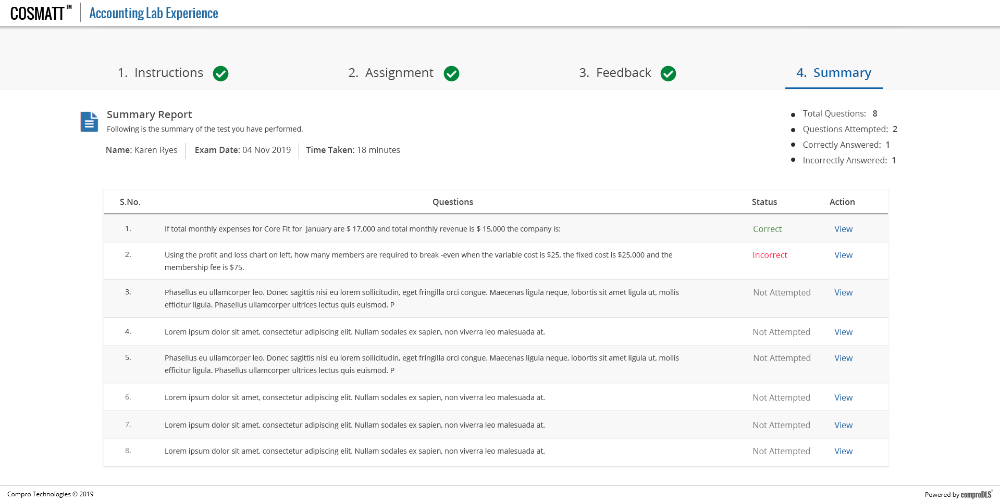 COSMATT™ Accounting Lab Experience
1. Instructions 2. Assignment 3. Feedback 4. Summary
Summary Report
Following is the summary of the test you have performed.
Name: Karen Ryes Exam Date: 04 Nov 2019 Time Taken: 18 minutes
Total Questions: 8
Questions Attempted: 2
Correctly Answered: 1
Incorrectly Answered: 1
S.No. Questions Status Action
1. If total monthly expenses for Core Fit for January are $ 17,000 and total monthly revenue is $ 15,000 the company is: Correct View
2. Using the profit and loss chart on left, how many members are required to break -even when the variable cost is $25, the fixed cost is $25,000 and the Incorrect View
membership fee is $75.
3. Phasellus eu ullamcorper leo. Donec sagittis nisi eu lorem sollicitudin, eget fringilla orci congue. Maecenas ligula neque, lobortis sit amet ligula ut, mollis Not Attempted View
efficitur ligula. Phasellus ullamcorper ultrices lectus quis euismod. P
4. Lorem ipsum dolor sit amet, consectetur adipiscing elit. Nullam sodales ex sapien, non viverra leo malesuada at. Not Attempted View
5. Phasellus eu ullamcorper leo. Donec sagittis nisi eu lorem sollicitudin, eget fringilla orci congue. Maecenas ligula neque, lobortis sit amet ligula ut, mollis Not Attempted View
efficitur ligula. Phasellus ullamcorper ultrices lectus quis euismod. P
6. Lorem ipsum dolor sit amet, consectetur adipiscing elit. Nullam sodales ex sapien, non viverra leo malesuada at. Not Attempted View
7. Lorem ipsum dolor sit amet, consectetur adipiscing elit. Nullam sodales ex sapien, non viverra leo malesuada at. Not Attempted View
8. Lorem ipsum dolor sit amet, consectetur adipiscing elit. Nullam sodales ex sapien, non viverra leo malesuada at. Not Attempted View
Compro Technologies © 2019 Powered by comproDLS™